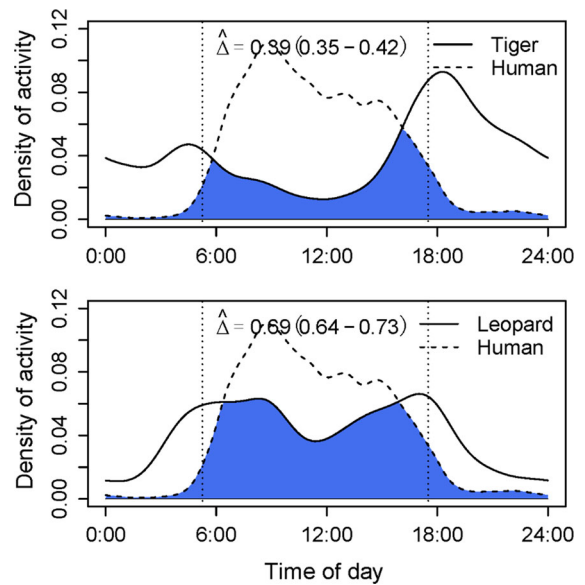 0.12
0.08
0.04
0.00
Density of activity
Δ̂ = 0.39 (0.35 − 0.42)
Tiger
Human
0:00 6:00 12:00 18:00 24:00
0.12
0.08
0.04
0.00
Density of activity
Δ̂ = 0.69 (0.64 − 0.73)
Leopard
Human
0:00 6:00 12:00 18:00 24:00
Time of day